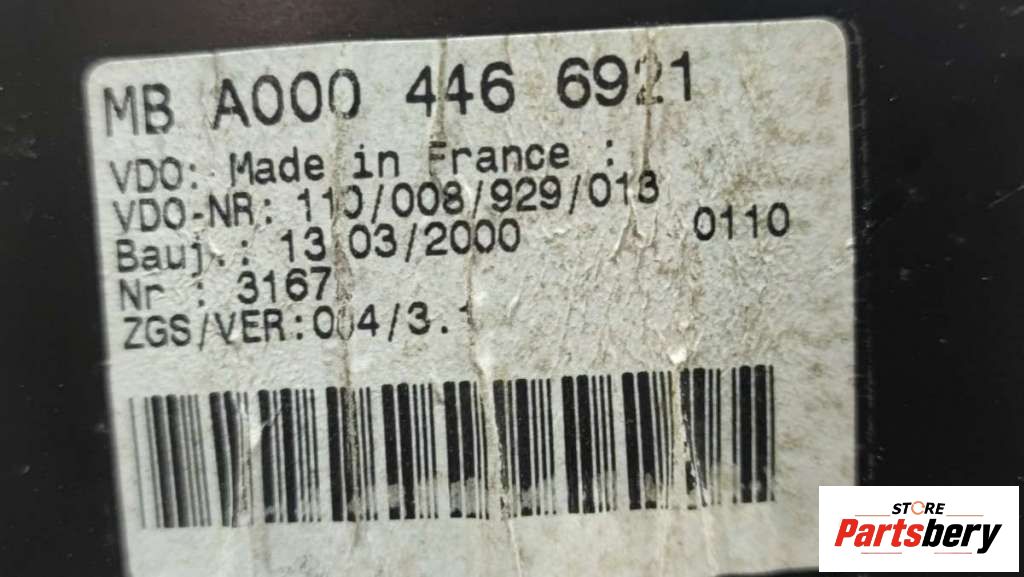 MB A000 446 6921
VDO: Made in France :
VDO-NR: 110/008/929/013
Bauj.: 13 03/2000 0110
Nr : 3167
ZGS/VER:004/3.1
STORE
Partsbery